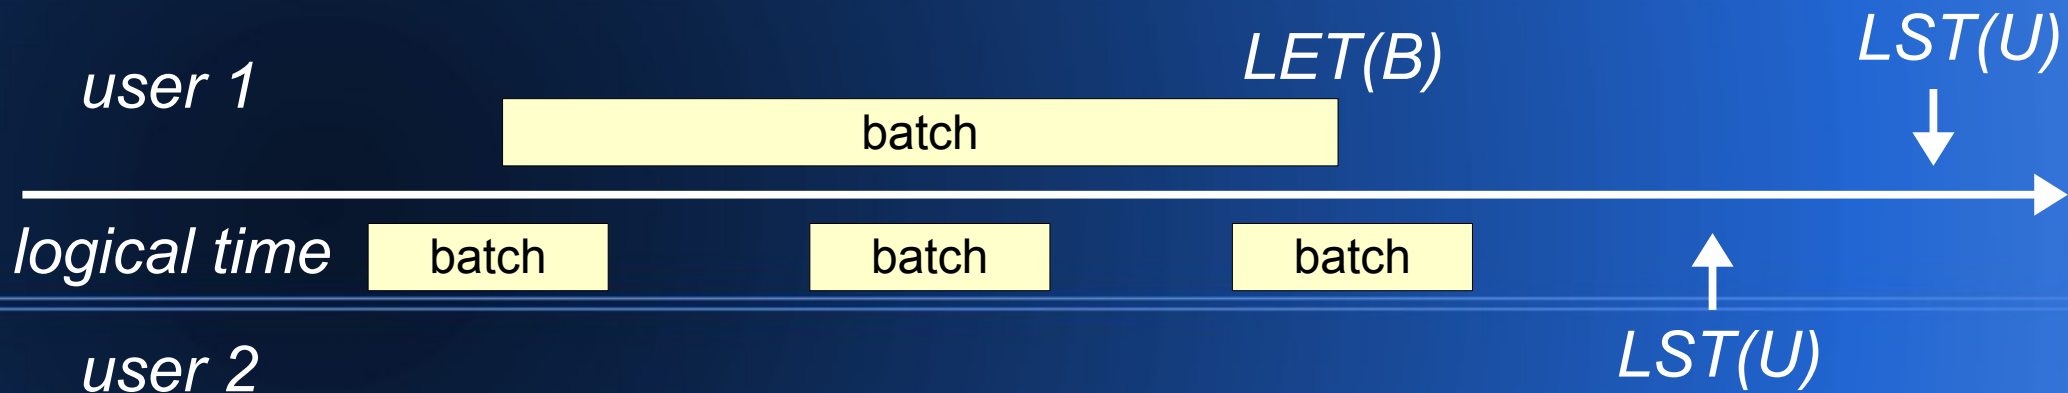 LST(U)
LET(B)
user 1
batch
logical time
batch batch batch
LST(U)
user 2